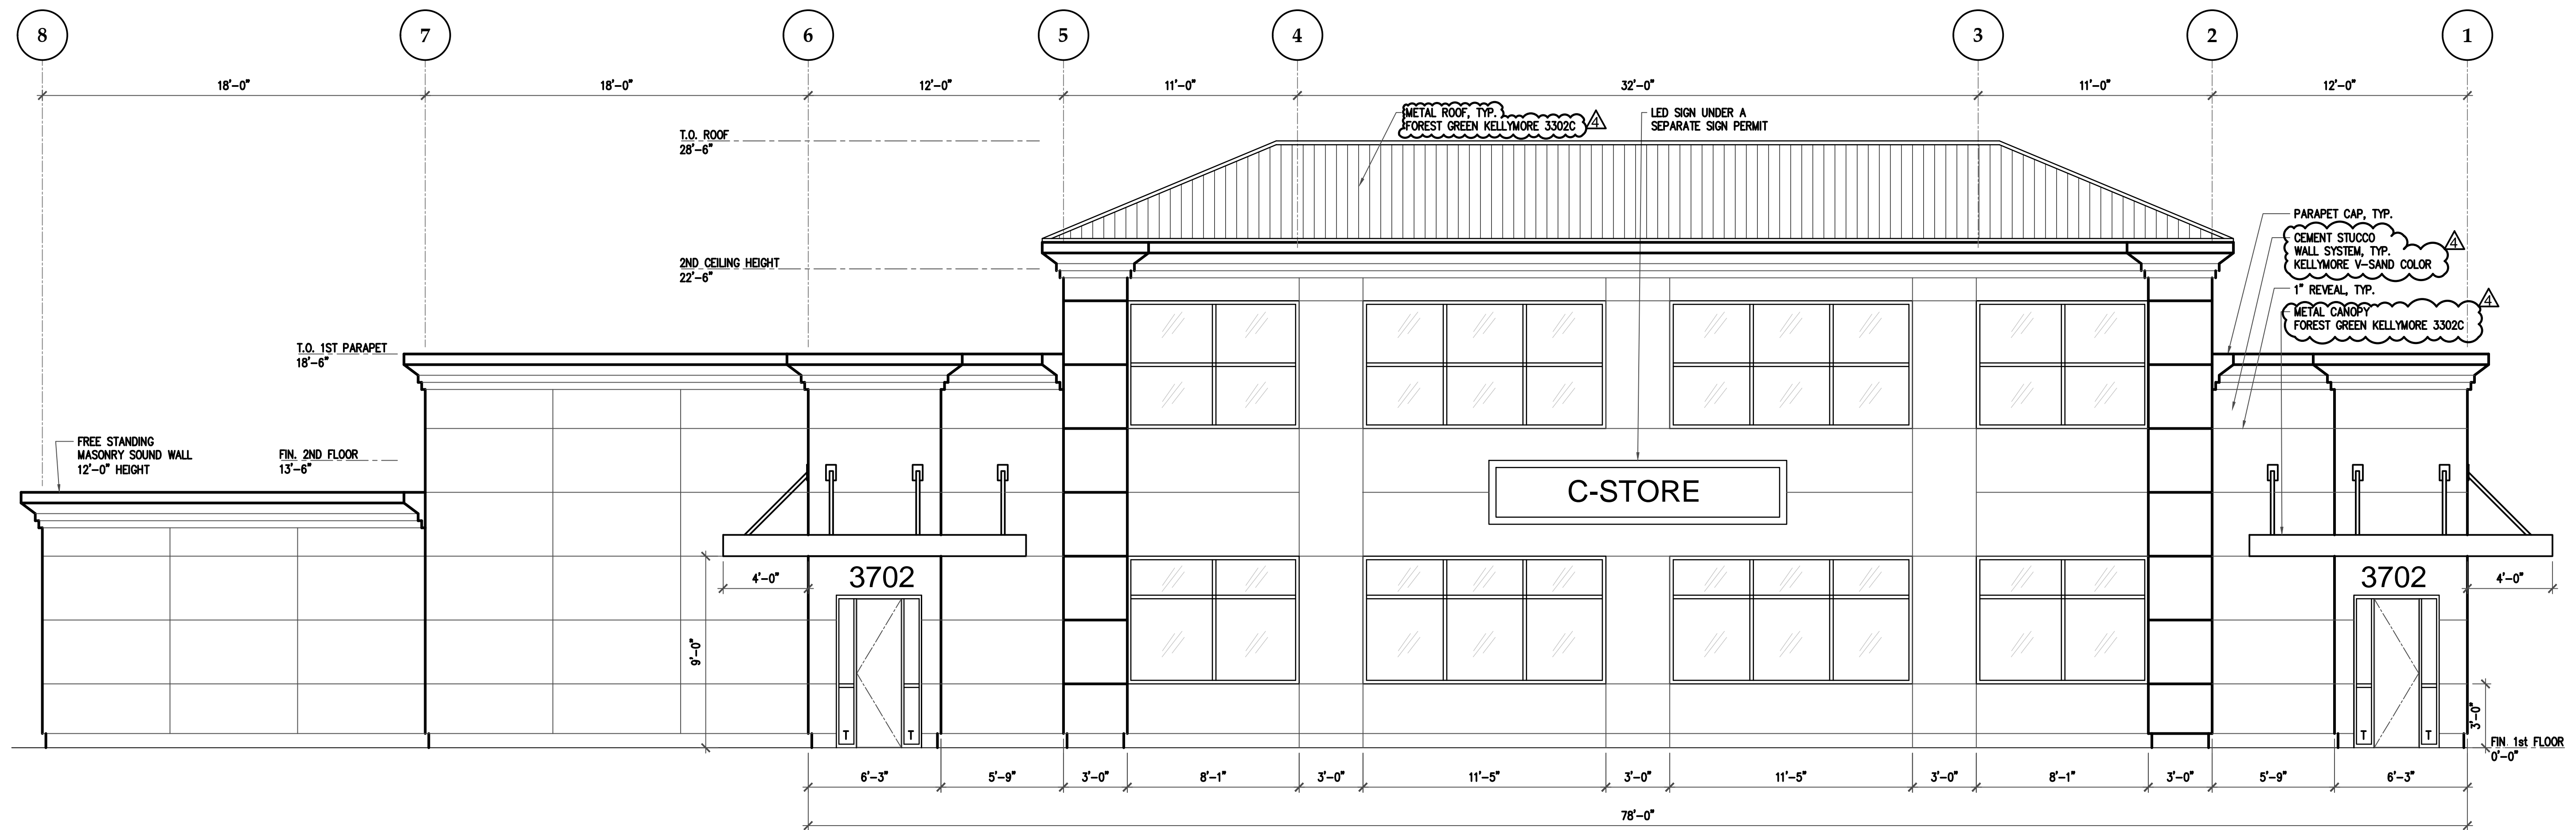 8 7 6 5 4 3 2 1
18'-0" 18'-0" 12'-0" 11'-0" 32'-0" 11'-0" 12'-0"
METAL ROOF, TYP.
FOREST GREEN KELLYMORE 3302C
4
LED SIGN UNDER A
SEPARATE SIGN PERMIT
T.O. ROOF
28'-6"
PARAPET CAP, TYP.
CEMENT STUCCO
WALL SYSTEM, TYP.
KELLYMORE V-SAND COLOR
4
2ND CEILING HEIGHT
22'-6"
1" REVEAL, TYP.
METAL CANOPY
FOREST GREEN KELLYMORE 3302C
4
T.O. 1ST PARAPET
18'-6"
FREE STANDING
MASONRY SOUND WALL
12'-0" HEIGHT
FIN. 2ND FLOOR
13'-6"
C-STORE
4'-0"
3702
3702
4'-0"
9'-0"
3'-0"
T T
T T
FIN. 1st FLOOR
0'-0"
6'-3" 5'-9" 3'-0" 8'-1" 3'-0" 11'-5" 3'-0" 11'-5" 3'-0" 8'-1" 3'-0" 5'-9" 6'-3"
78'-0"